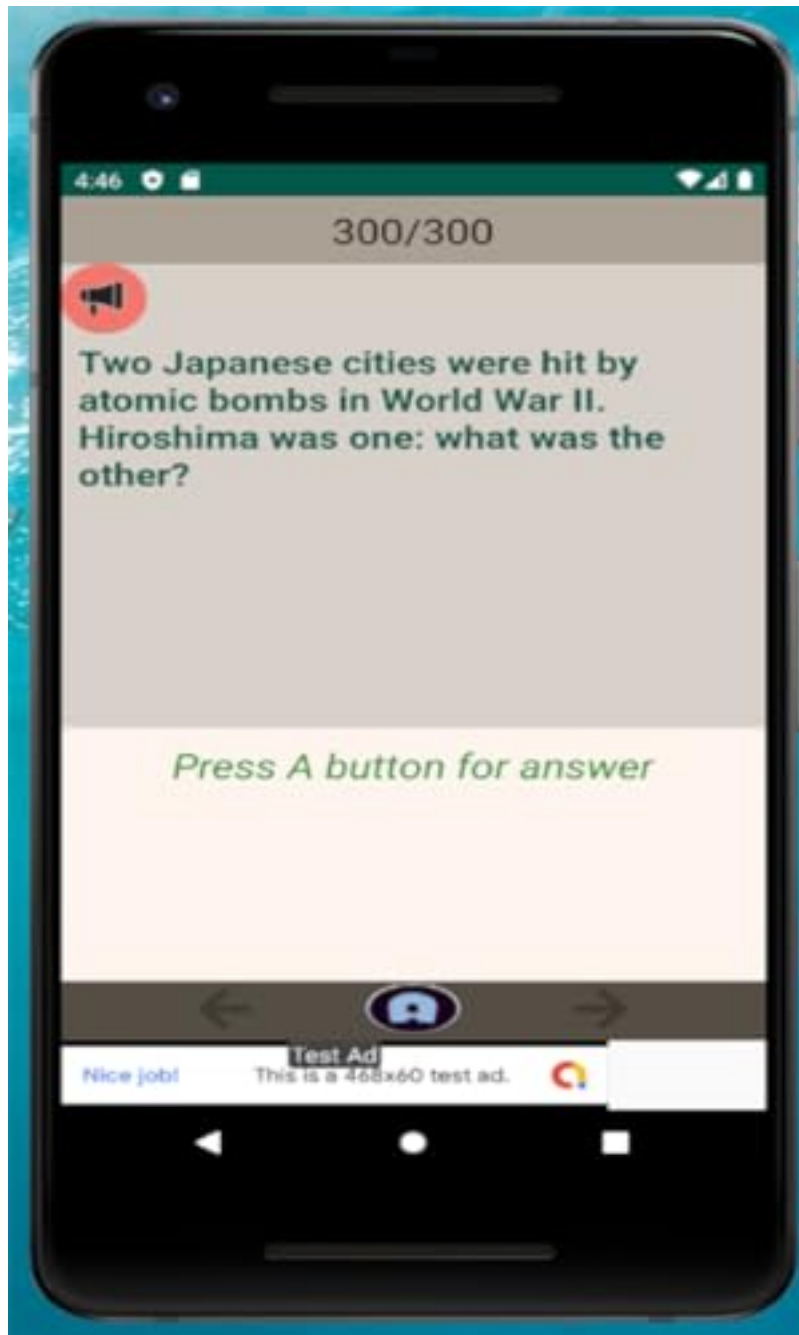 4:46
300/300
Two Japanese cities were hit by
atomic bombs in World War II.
Hiroshima was one: what was the
other?
Press A button for answer
A
Test Ad
Nice job!
This is a 468x60 test ad.